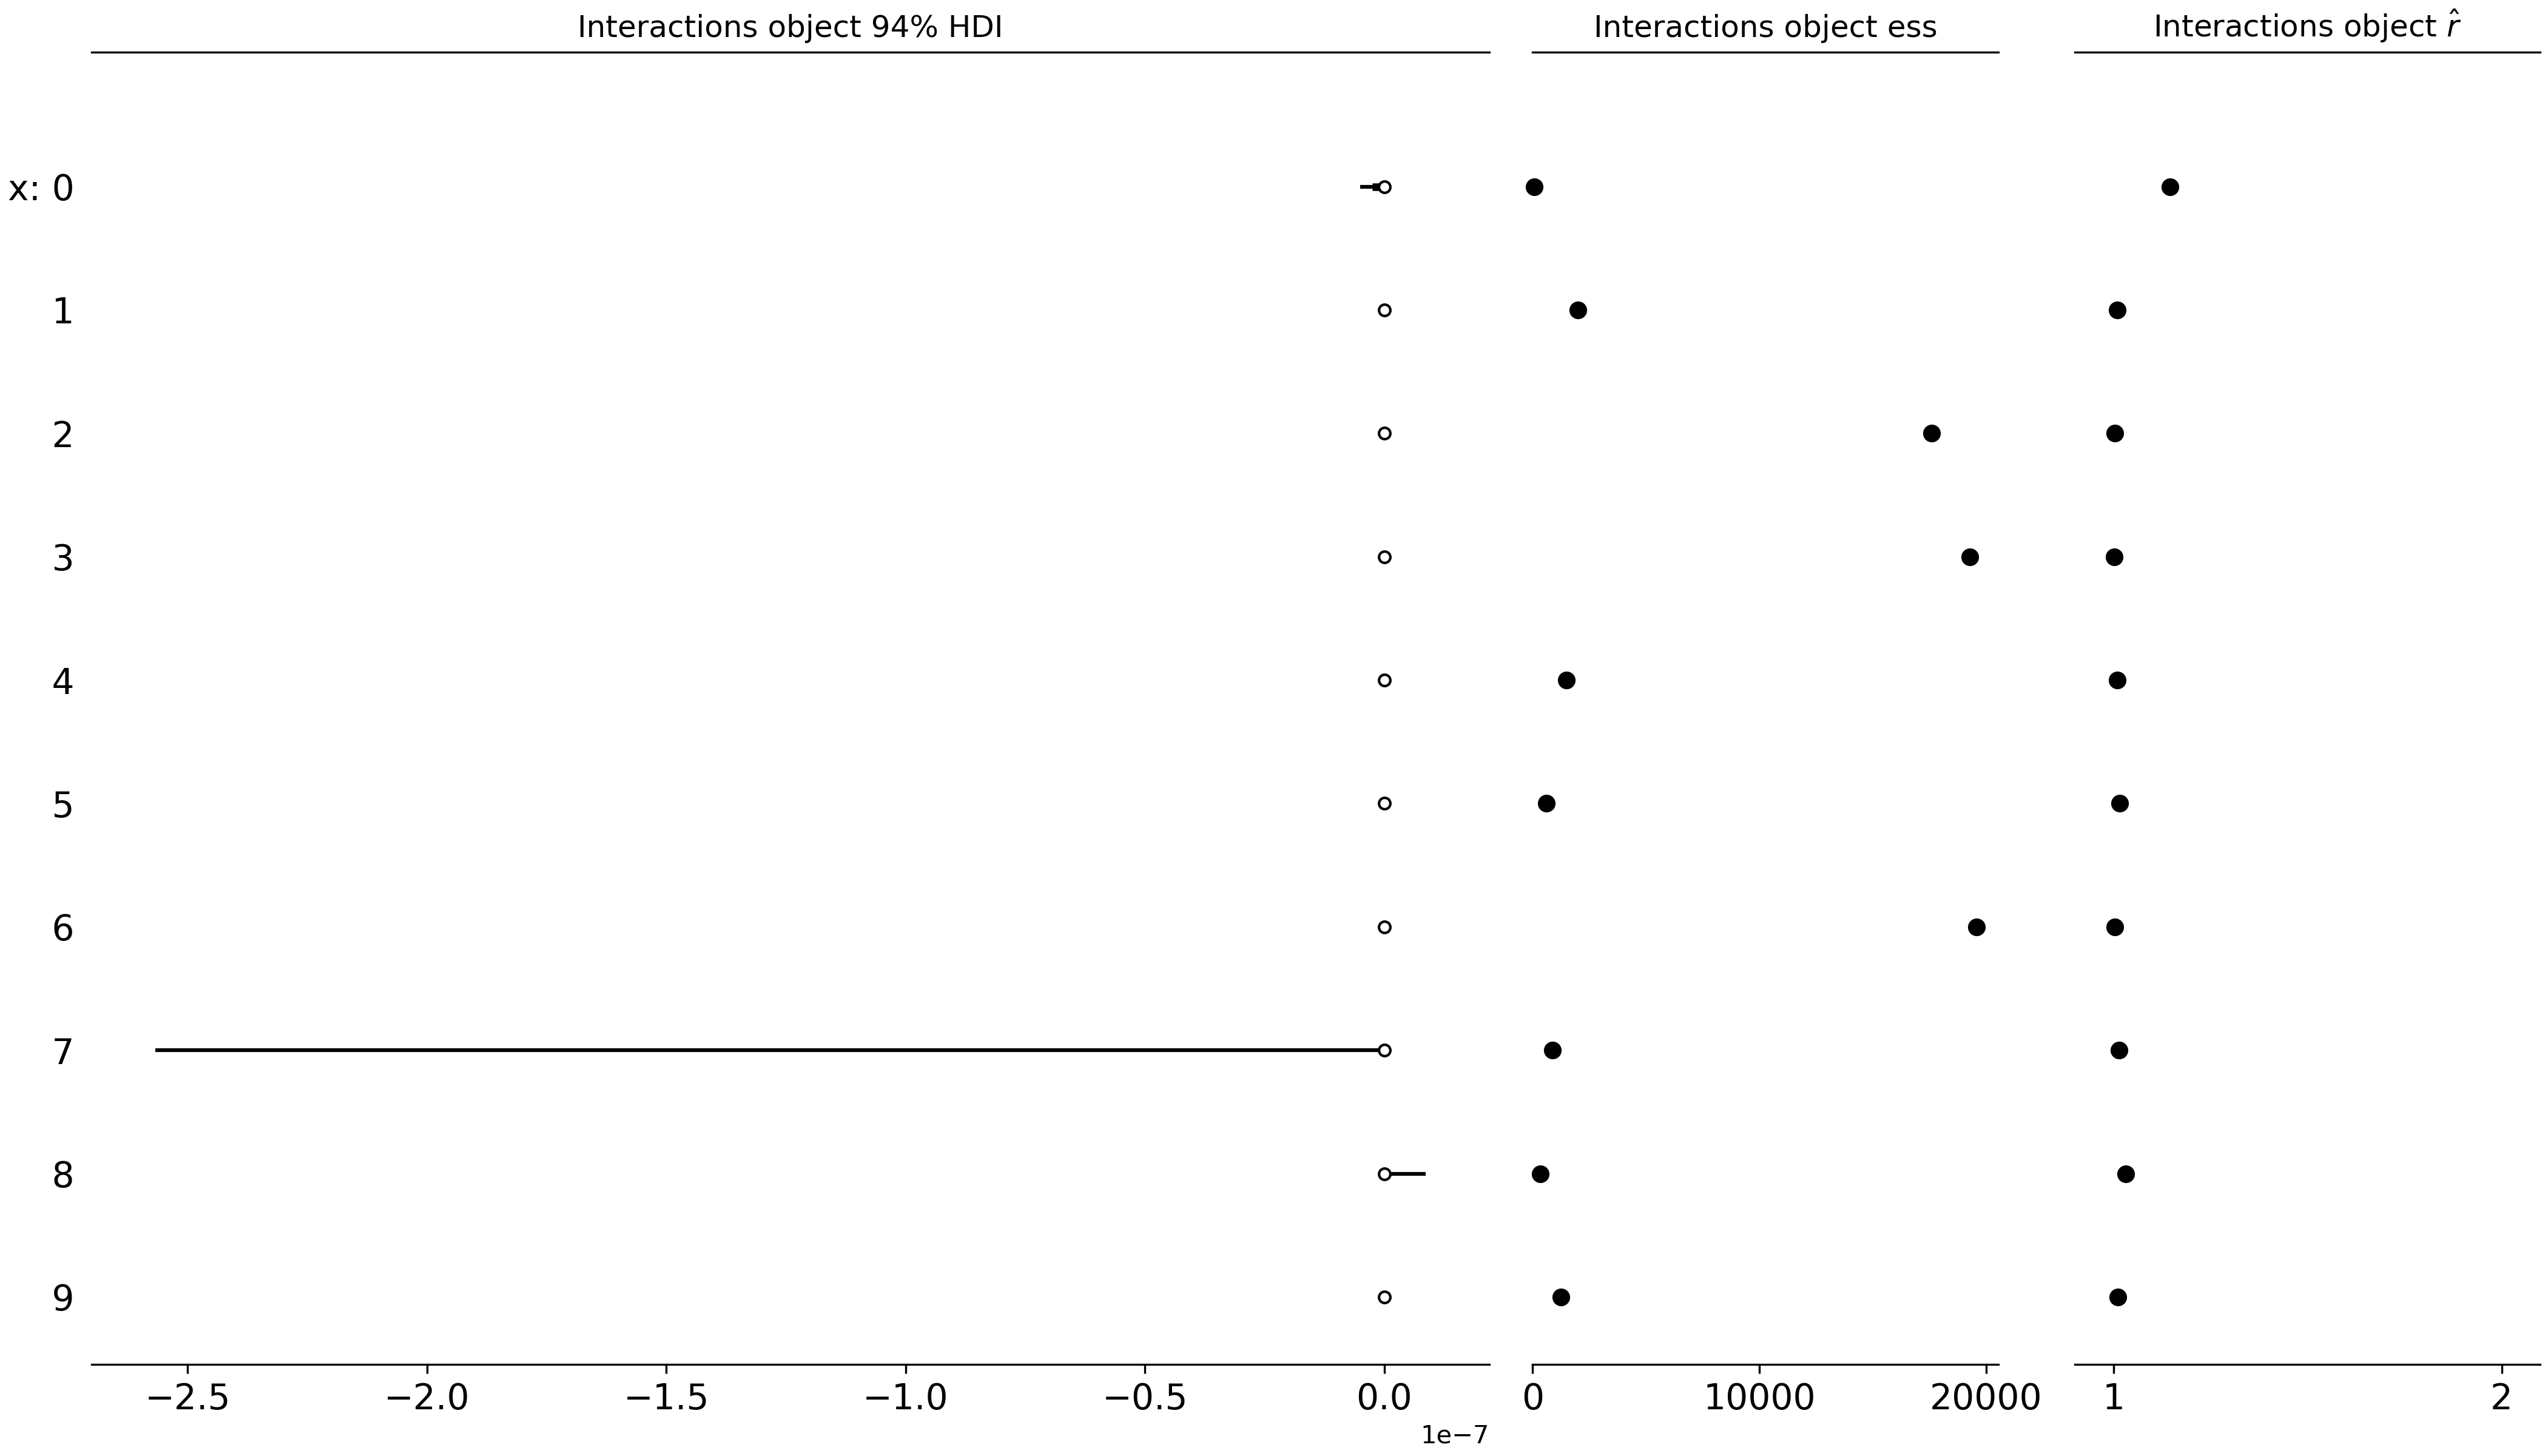 Interactions object 94% HDI
Interactions object ess
Interactions object r̂
x: 0
1
2
3
4
5
6
7
8
9
−2.5 −2.0 −1.5 −1.0 −0.5 0.0
1e−7
0 10000 20000
1 2